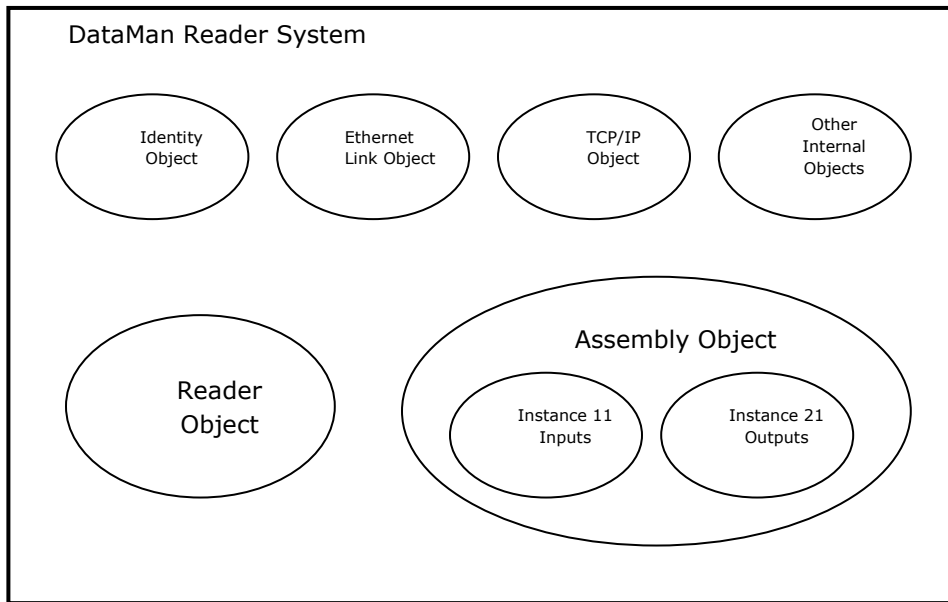 DataMan Reader System
Identity
Object
Ethernet
Link Object
TCP/IP
Object
Other
Internal
Objects
Reader
Object
Assembly Object
Instance 11
Inputs
Instance 21
Outputs